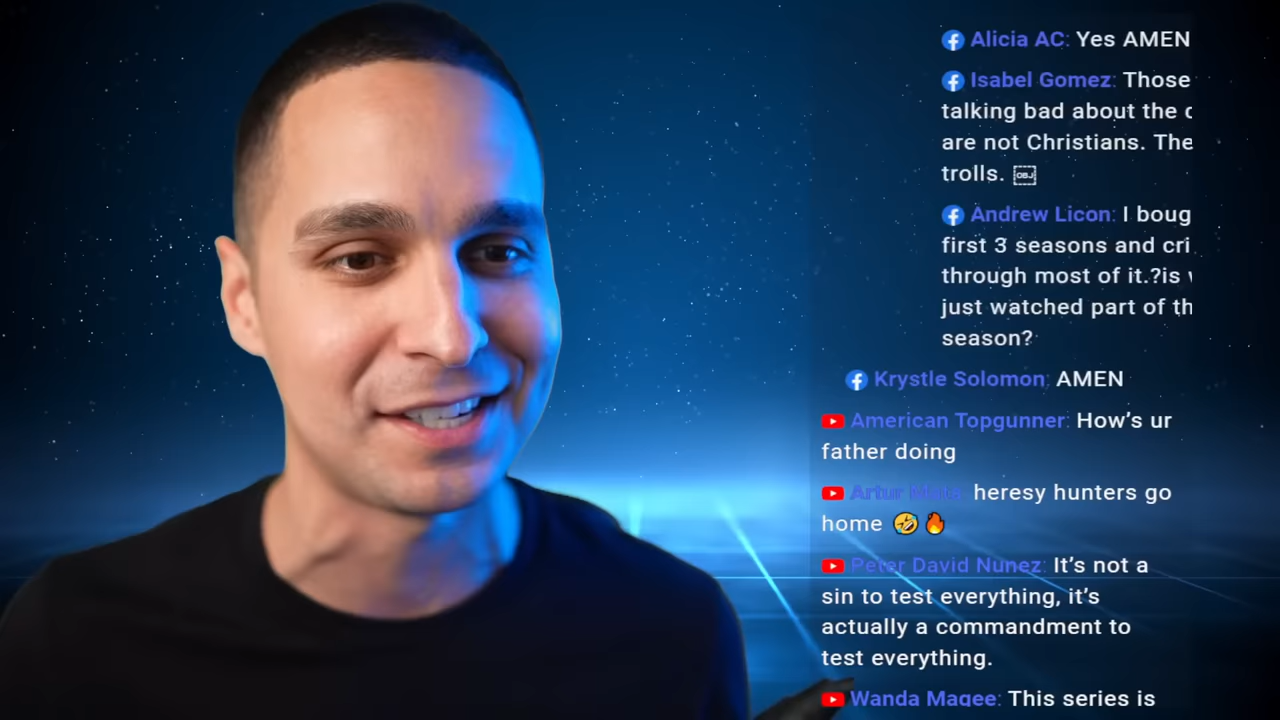 Alicia AC: Yes AMEN
Isabel Gomez: Those
talking bad about the
are not Christians. The
trolls.
Andrew Licon: I boug
first 3 seasons and cri
through most of it.?is
just watched part of th
season?
Krystle Solomon: AMEN
American Topgunner: How’s ur
father doing
Artur heresy hunters go
home 🤣🔥
Peter David Nunez: It’s not a
sin to test everything, it’s
actually a commandment to
test everything.
Wanda Magee: This series is